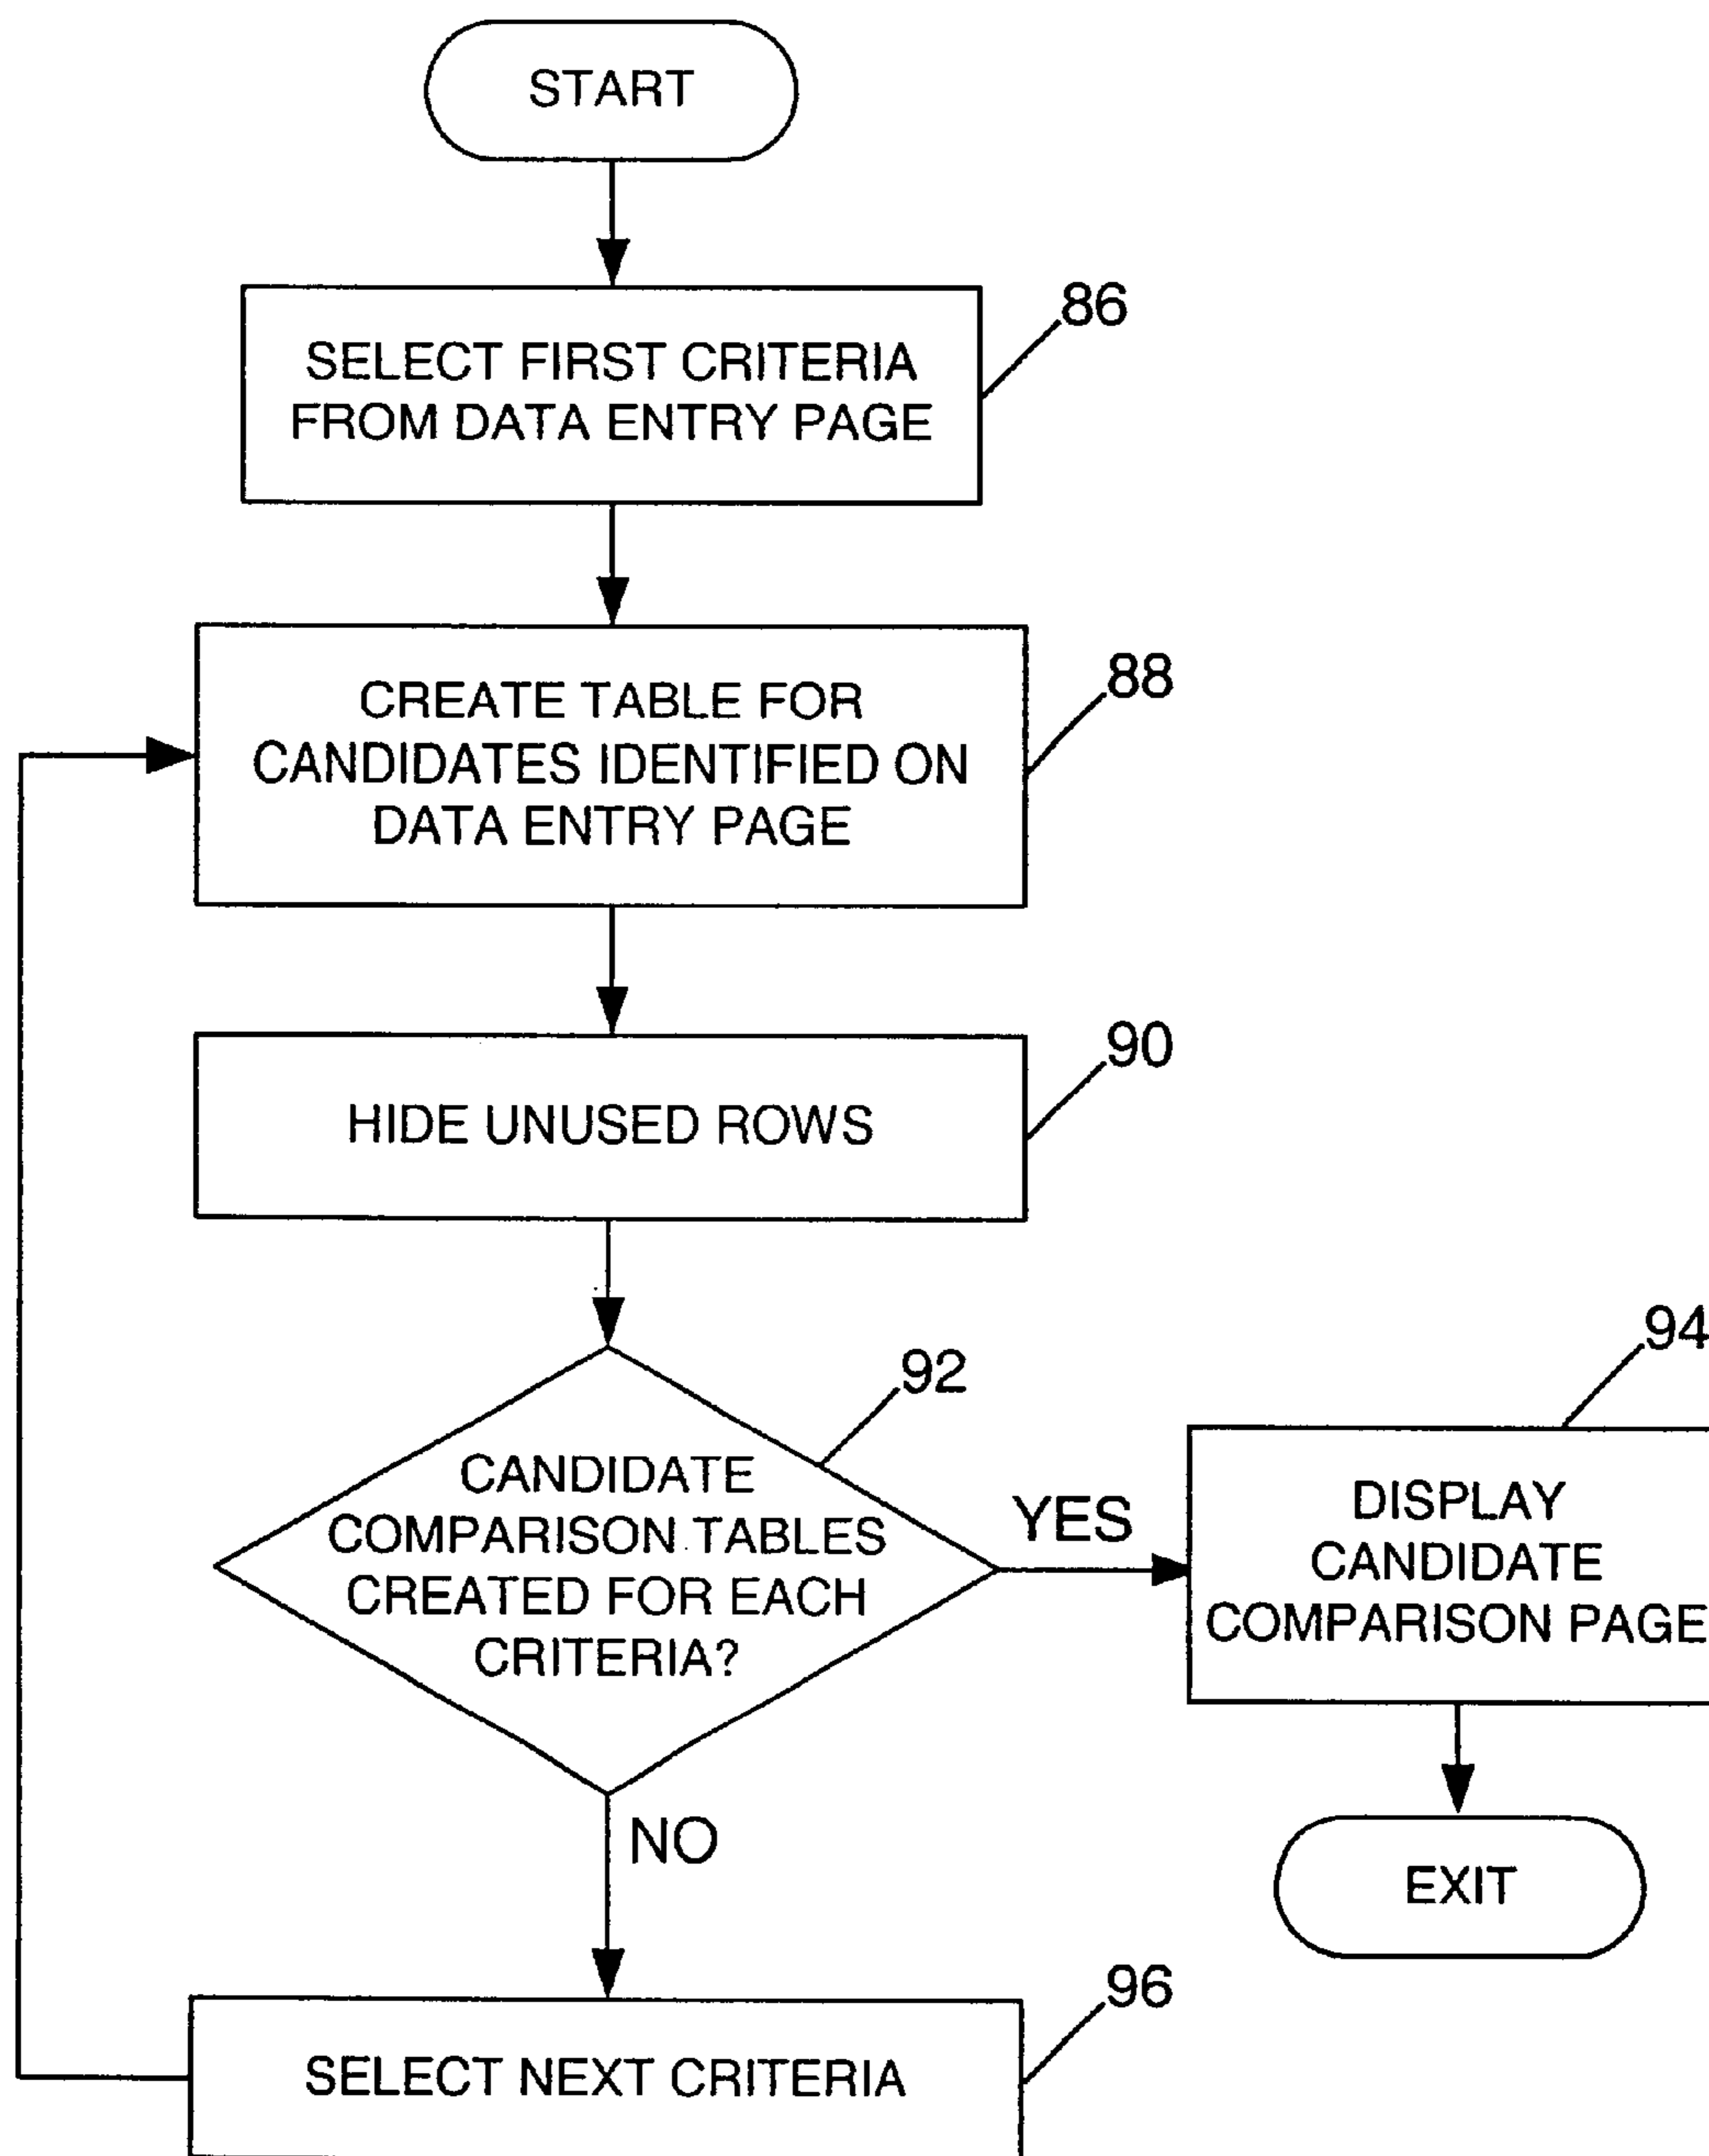 START
86
SELECT FIRST CRITERIA
FROM DATA ENTRY PAGE
88
CREATE TABLE FOR
CANDIDATES IDENTIFIED ON
DATA ENTRY PAGE
90
HIDE UNUSED ROWS
92
CANDIDATE
COMPARISON TABLES
CREATED FOR EACH
CRITERIA?
YES
94
DISPLAY
CANDIDATE
COMPARISON PAGE
EXIT
NO
96
SELECT NEXT CRITERIA